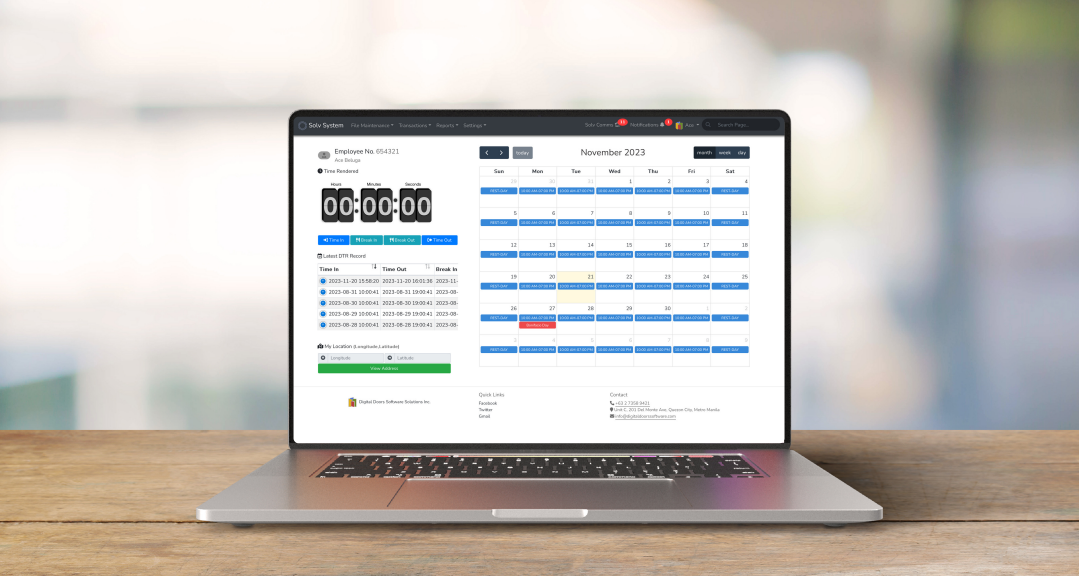 Solv System File Maintenance Transactions Reports Settings Solv Comms 11 Notifications 1 Ace Search Page..
Employee No. 654321
Ace Beluga
Time Rendered
Hours Minutes Seconds
00:00:00
Time In Break In Break Out Time Out
Latest DTR Record
Time In Time Out Break In
2023-11-20 15:58:20 2023-11-20 16:01:36 2023-11-
2023-08-31 10:00:41 2023-08-31 19:00:41 2023-08-
2023-08-30 10:00:41 2023-08-30 19:00:41 2023-08-
2023-08-29 10:00:41 2023-08-29 19:00:41 2023-08-
2023-08-28 10:00:41 2023-08-28 19:00:41 2023-08-
My Location (Longitude,Latitude)
Longitude Latitude
View Address
today November 2023 month week day
Sun Mon Tue Wed Thu Fri Sat
29 30 31 1 2 3 4
REST-DAY 10:00 AM-07:00 PM 10:00 AM-07:00 PM 10:00 AM-07:00 PM 10:00 AM-07:00 PM 10:00 AM-07:00 PM REST-DAY
5 6 7 8 9 10 11
REST-DAY 10:00 AM-07:00 PM 10:00 AM-07:00 PM 10:00 AM-07:00 PM 10:00 AM-07:00 PM 10:00 AM-07:00 PM REST-DAY
12 13 14 15 16 17 18
REST-DAY 10:00 AM-07:00 PM 10:00 AM-07:00 PM 10:00 AM-07:00 PM 10:00 AM-07:00 PM 10:00 AM-07:00 PM REST-DAY
19 20 21 22 23 24 25
REST-DAY 10:00 AM-07:00 PM 10:00 AM-07:00 PM 10:00 AM-07:00 PM 10:00 AM-07:00 PM 10:00 AM-07:00 PM REST-DAY
26 27 28 29 30 1 2
REST-DAY 10:00 AM-07:00 PM 10:00 AM-07:00 PM 10:00 AM-07:00 PM 10:00 AM-07:00 PM 10:00 AM-07:00 PM REST-DAY
Bonifacio Day
3 4 5 6 7 8 9
REST-DAY 10:00 AM-07:00 PM 10:00 AM-07:00 PM 10:00 AM-07:00 PM 10:00 AM-07:00 PM 10:00 AM-07:00 PM REST-DAY
Digital Doors Software Solutions Inc.
Quick Links
Facebook
Twitter
Gmail
Contact
+63 2 7358 9421
Unit C, 201 Del Monte Ave, Quezon City, Metro Manila
info@digitaldoorssoftware.com